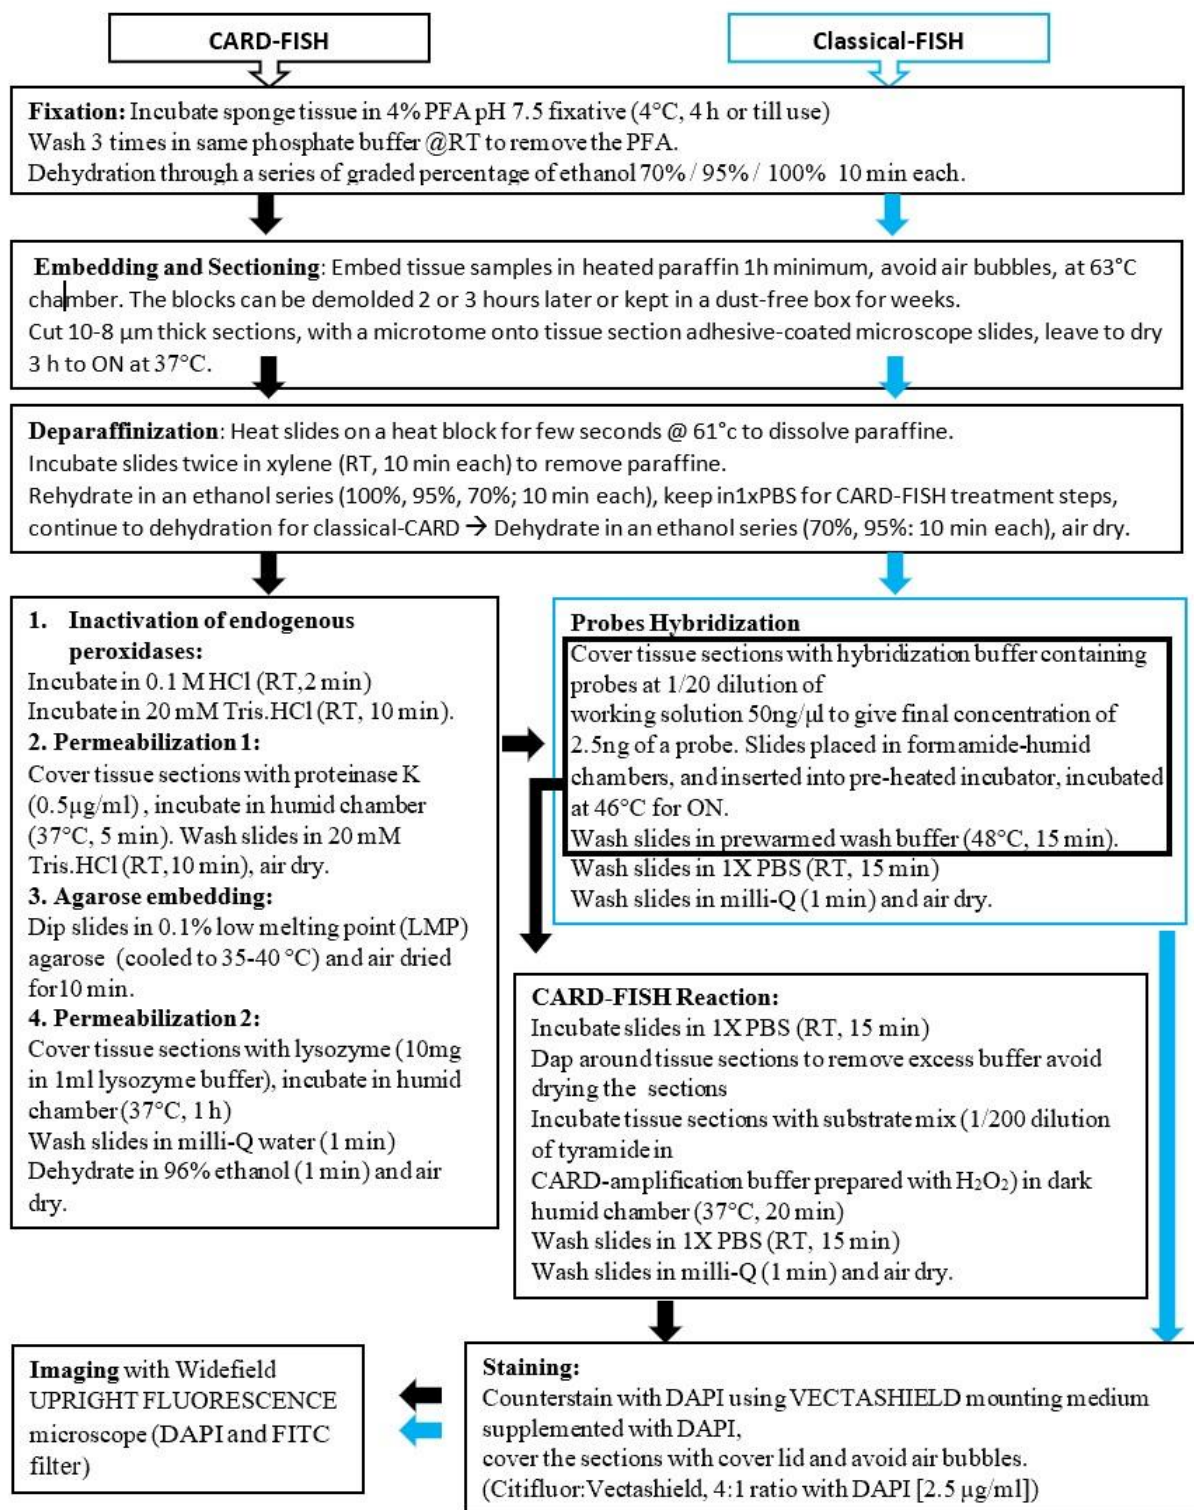 CARD-FISH
Classical-FISH
Fixation: Incubate sponge tissue in 4% PFA pH 7.5 fixative (4°C, 4 h or till use)
Wash 3 times in same phosphate buffer @RT to remove the PFA.
Dehydration through a series of graded percentage of ethanol 70% / 95% / 100% 10 min each.
Embedding and Sectioning: Embed tissue samples in heated paraffin 1h minimum, avoid air bubbles, at 63°C
chamber. The blocks can be demolded 2 or 3 hours later or kept in a dust-free box for weeks.
Cut 10-8 µm thick sections, with a microtome onto tissue section adhesive-coated microscope slides, leave to dry
3 h to ON at 37°C.
Deparaffinization: Heat slides on a heat block for few seconds @ 61°c to dissolve paraffine.
Incubate slides twice in xylene (RT, 10 min each) to remove paraffine.
Rehydrate in an ethanol series (100%, 95%, 70%; 10 min each), keep in1xPBS for CARD-FISH treatment steps,
continue to dehydration for classical-CARD → Dehydrate in an ethanol series (70%, 95%: 10 min each), air dry.
1. Inactivation of endogenous
peroxidases:
Incubate in 0.1 M HCl (RT,2 min)
Incubate in 20 mM Tris.HCl (RT, 10 min).
2. Permeabilization 1:
Cover tissue sections with proteinase K
(0.5µg/ml) , incubate in humid chamber
(37°C, 5 min). Wash slides in 20 mM
Tris.HCl (RT,10 min), air dry.
3. Agarose embedding:
Dip slides in 0.1% low melting point (LMP)
agarose (cooled to 35-40 °C) and air dried
for10 min.
4. Permeabilization 2:
Cover tissue sections with lysozyme (10mg
in 1ml lysozyme buffer), incubate in humid
chamber (37°C, 1 h)
Wash slides in milli-Q water (1 min)
Dehydrate in 96% ethanol (1 min) and air
dry.
Probes Hybridization
Cover tissue sections with hybridization buffer containing
probes at 1/20 dilution of
working solution 50ng/µl to give final concentration of
2.5ng of a probe. Slides placed in formamide-humid
chambers, and inserted into pre-heated incubator, incubated
at 46°C for ON.
Wash slides in prewarmed wash buffer (48°C, 15 min).
Wash slides in 1X PBS (RT, 15 min)
Wash slides in milli-Q (1 min) and air dry.
CARD-FISH Reaction:
Incubate slides in 1X PBS (RT, 15 min)
Dap around tissue sections to remove excess buffer avoid
drying the sections
Incubate tissue sections with substrate mix (1/200 dilution
of tyramide in
CARD-amplification buffer prepared with H₂O₂) in dark
humid chamber (37°C, 20 min)
Wash slides in 1X PBS (RT, 15 min)
Wash slides in milli-Q (1 min) and air dry.
Imaging with Widefield
UPRIGHT FLUORESCENCE
microscope (DAPI and FITC
filter)
Staining:
Counterstain with DAPI using VECTASHIELD mounting medium
supplemented with DAPI,
cover the sections with cover lid and avoid air bubbles.
(Citifluor:Vectashield, 4:1 ratio with DAPI [2.5 µg/ml])